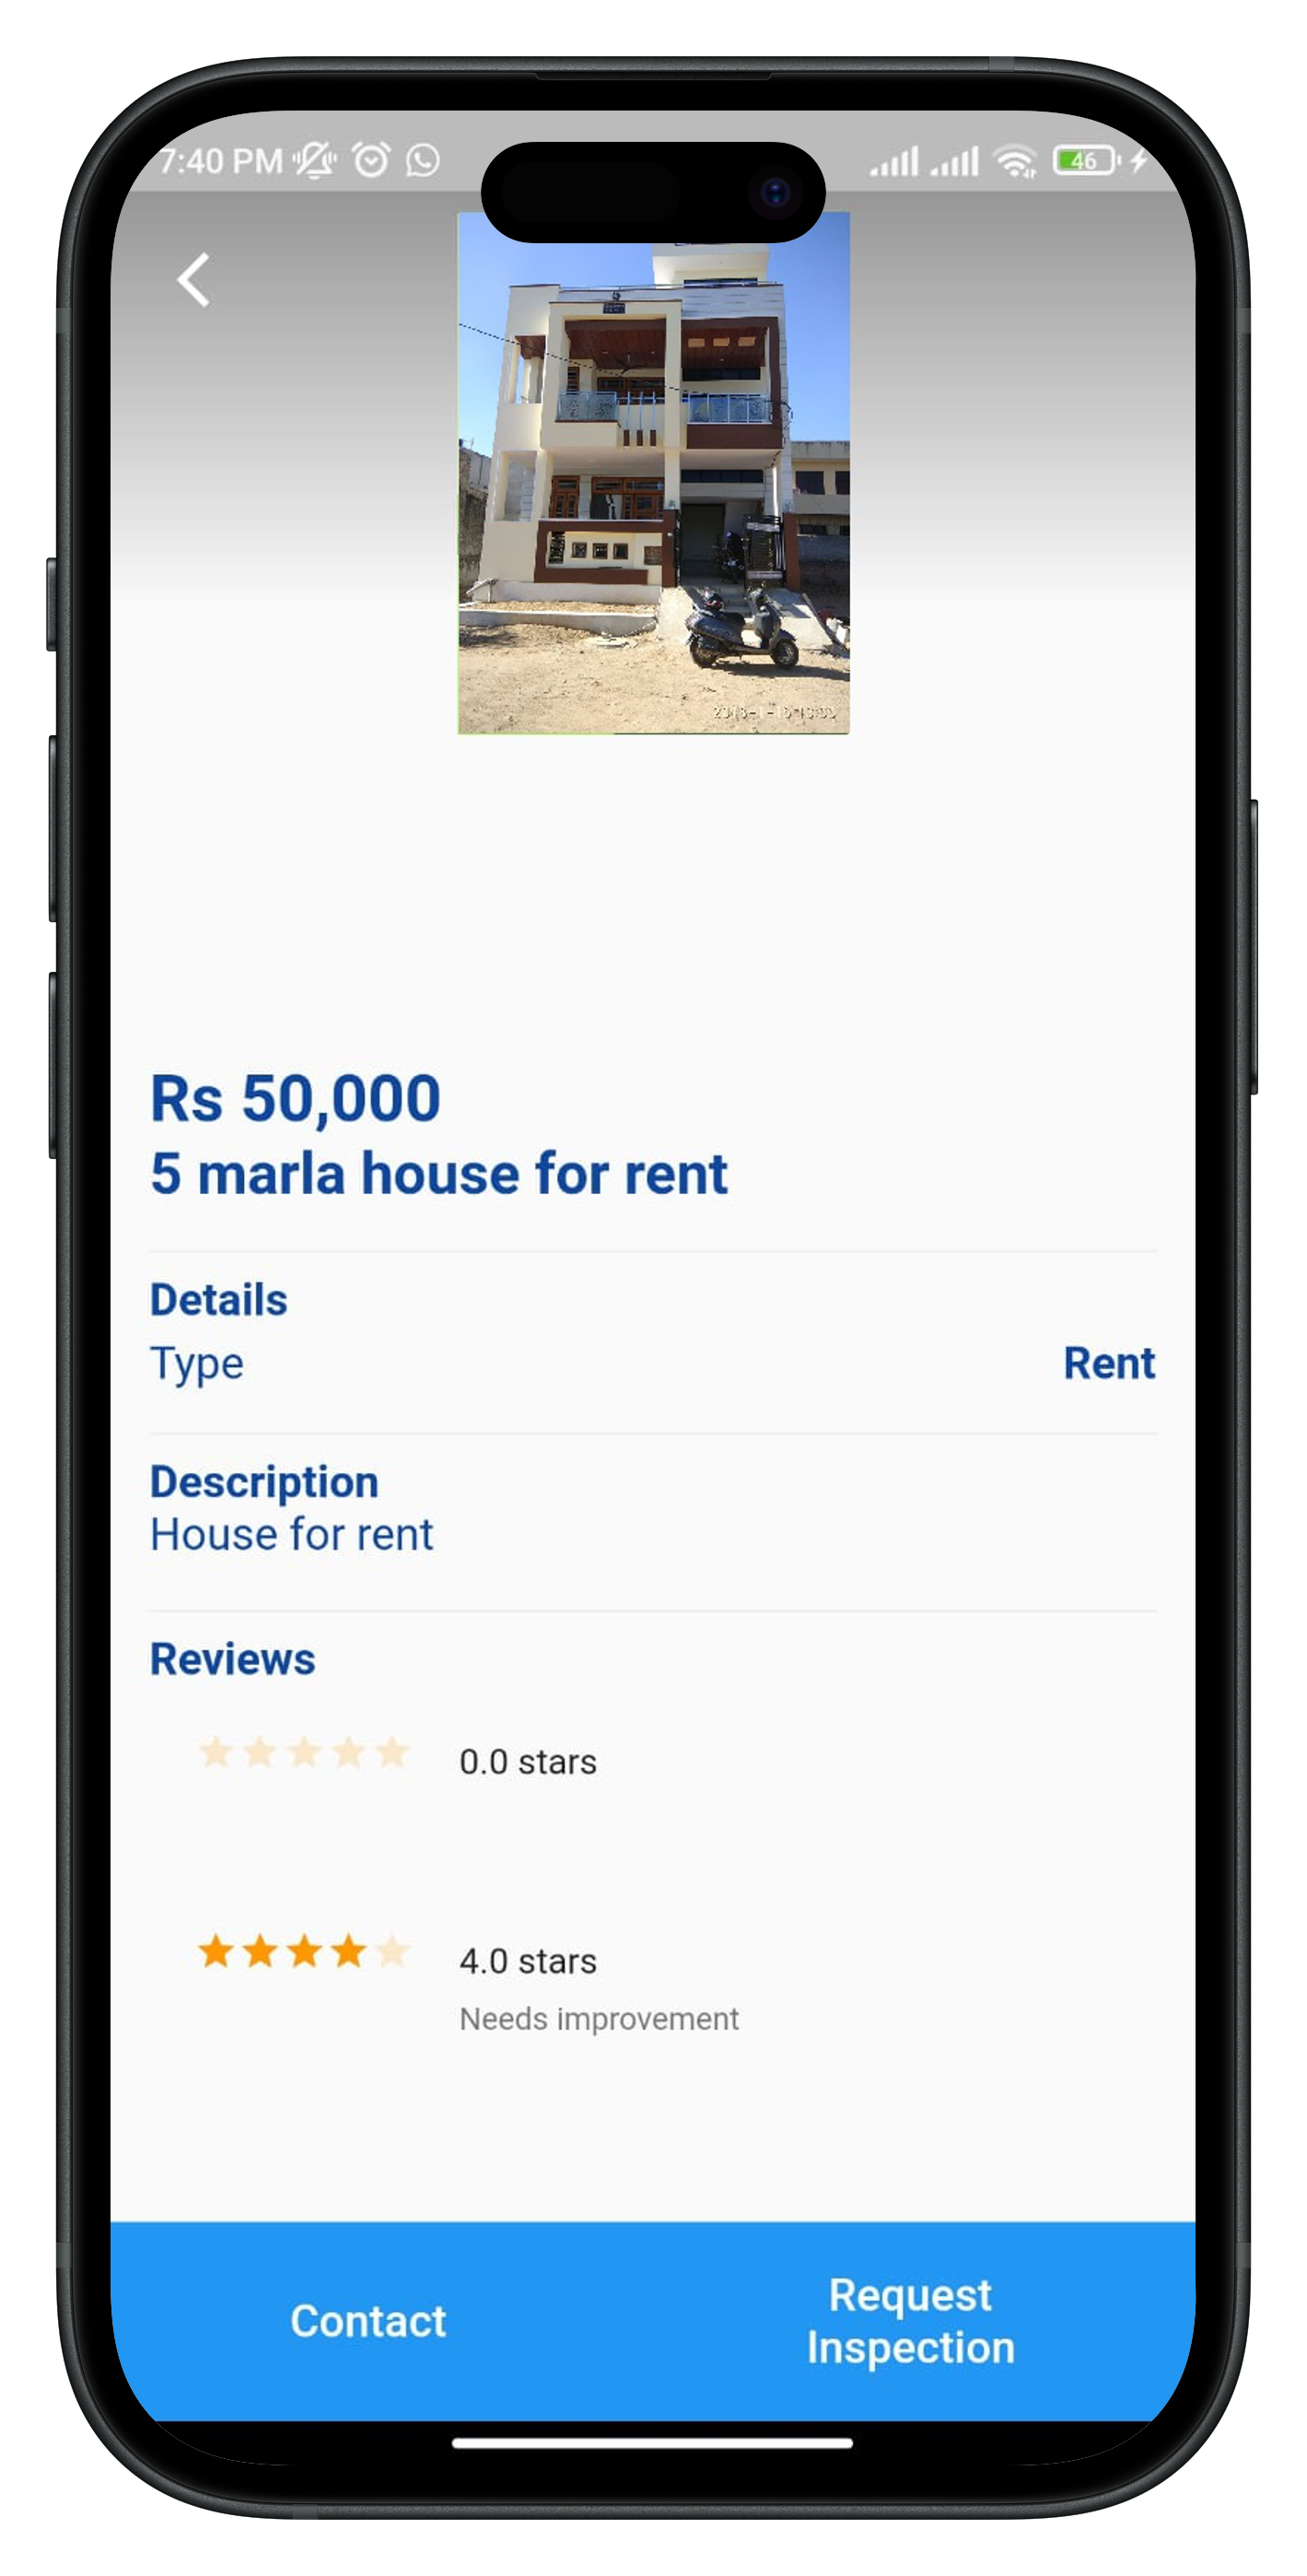 7:40 PM
46
Rs 50,000
5 marla house for rent
Details
Type Rent
Description
House for rent
Reviews
0.0 stars
4.0 stars
Needs improvement
Contact
Request
Inspection